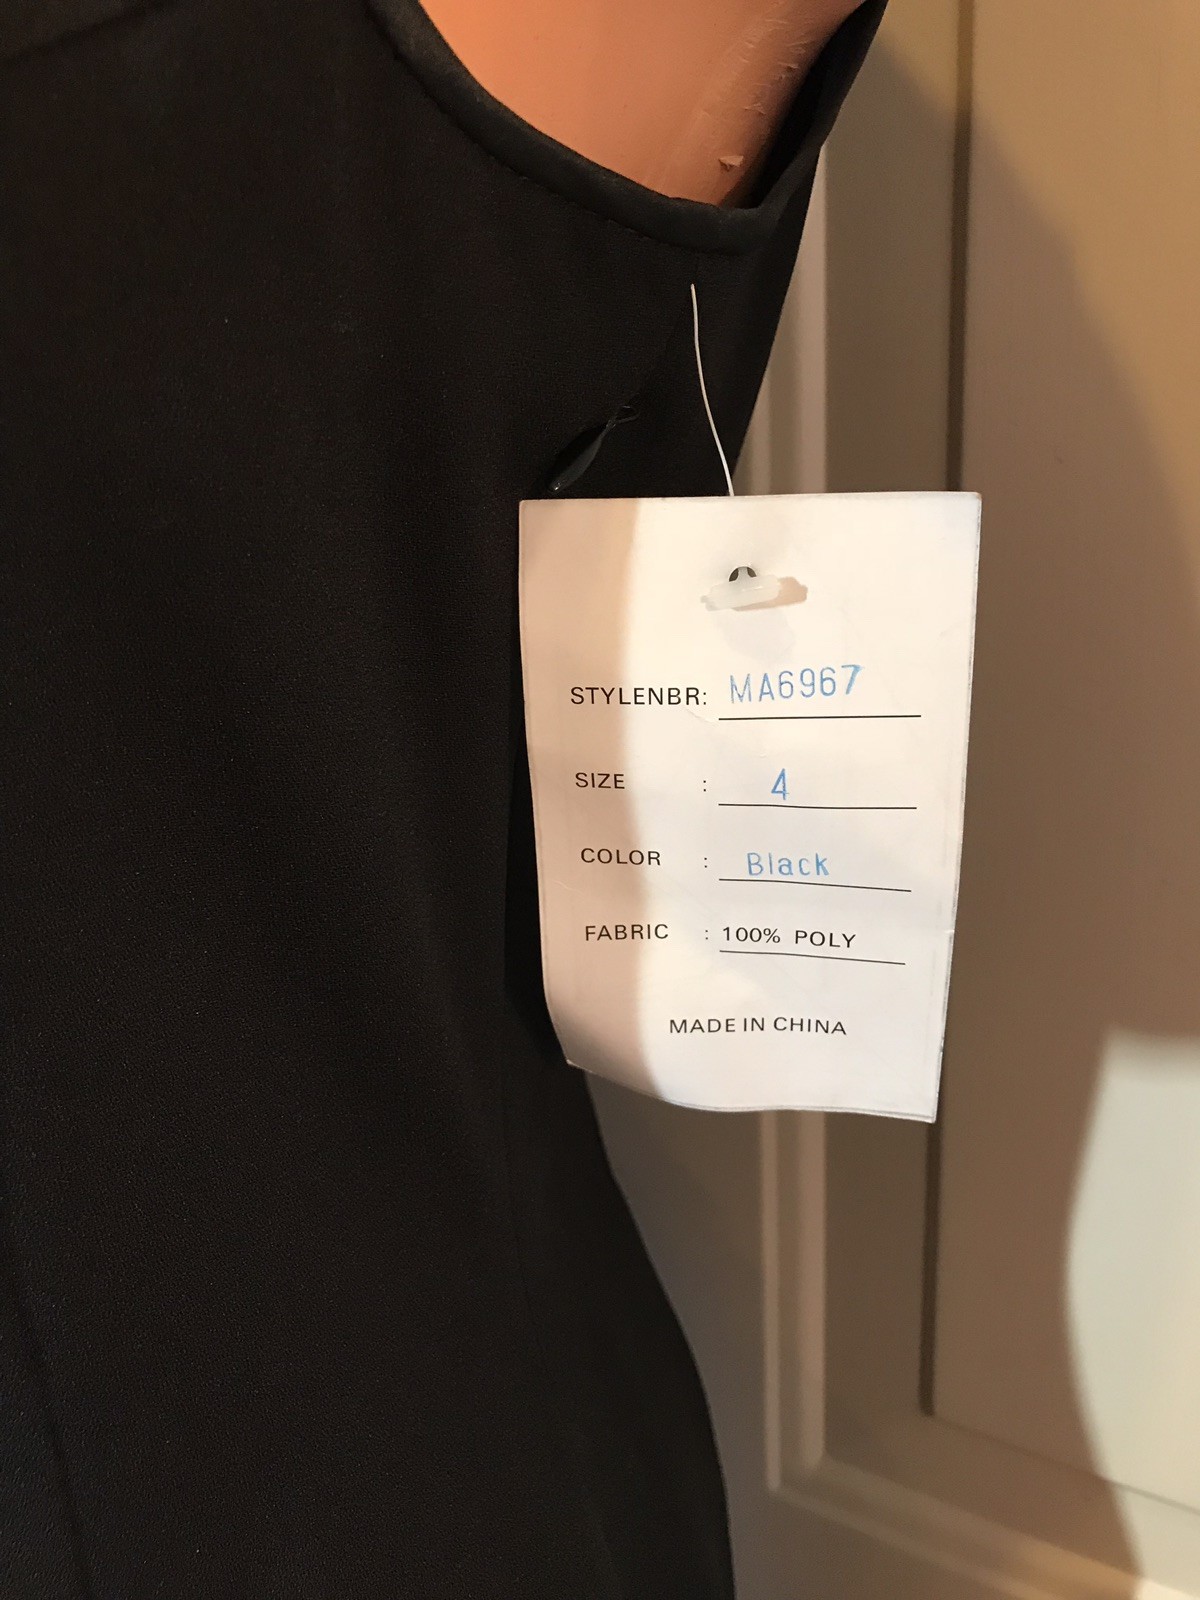 STYLENBR: MA6967
SIZE : 4
COLOR : Black
FABRIC : 100% POLY
MADE IN CHINA